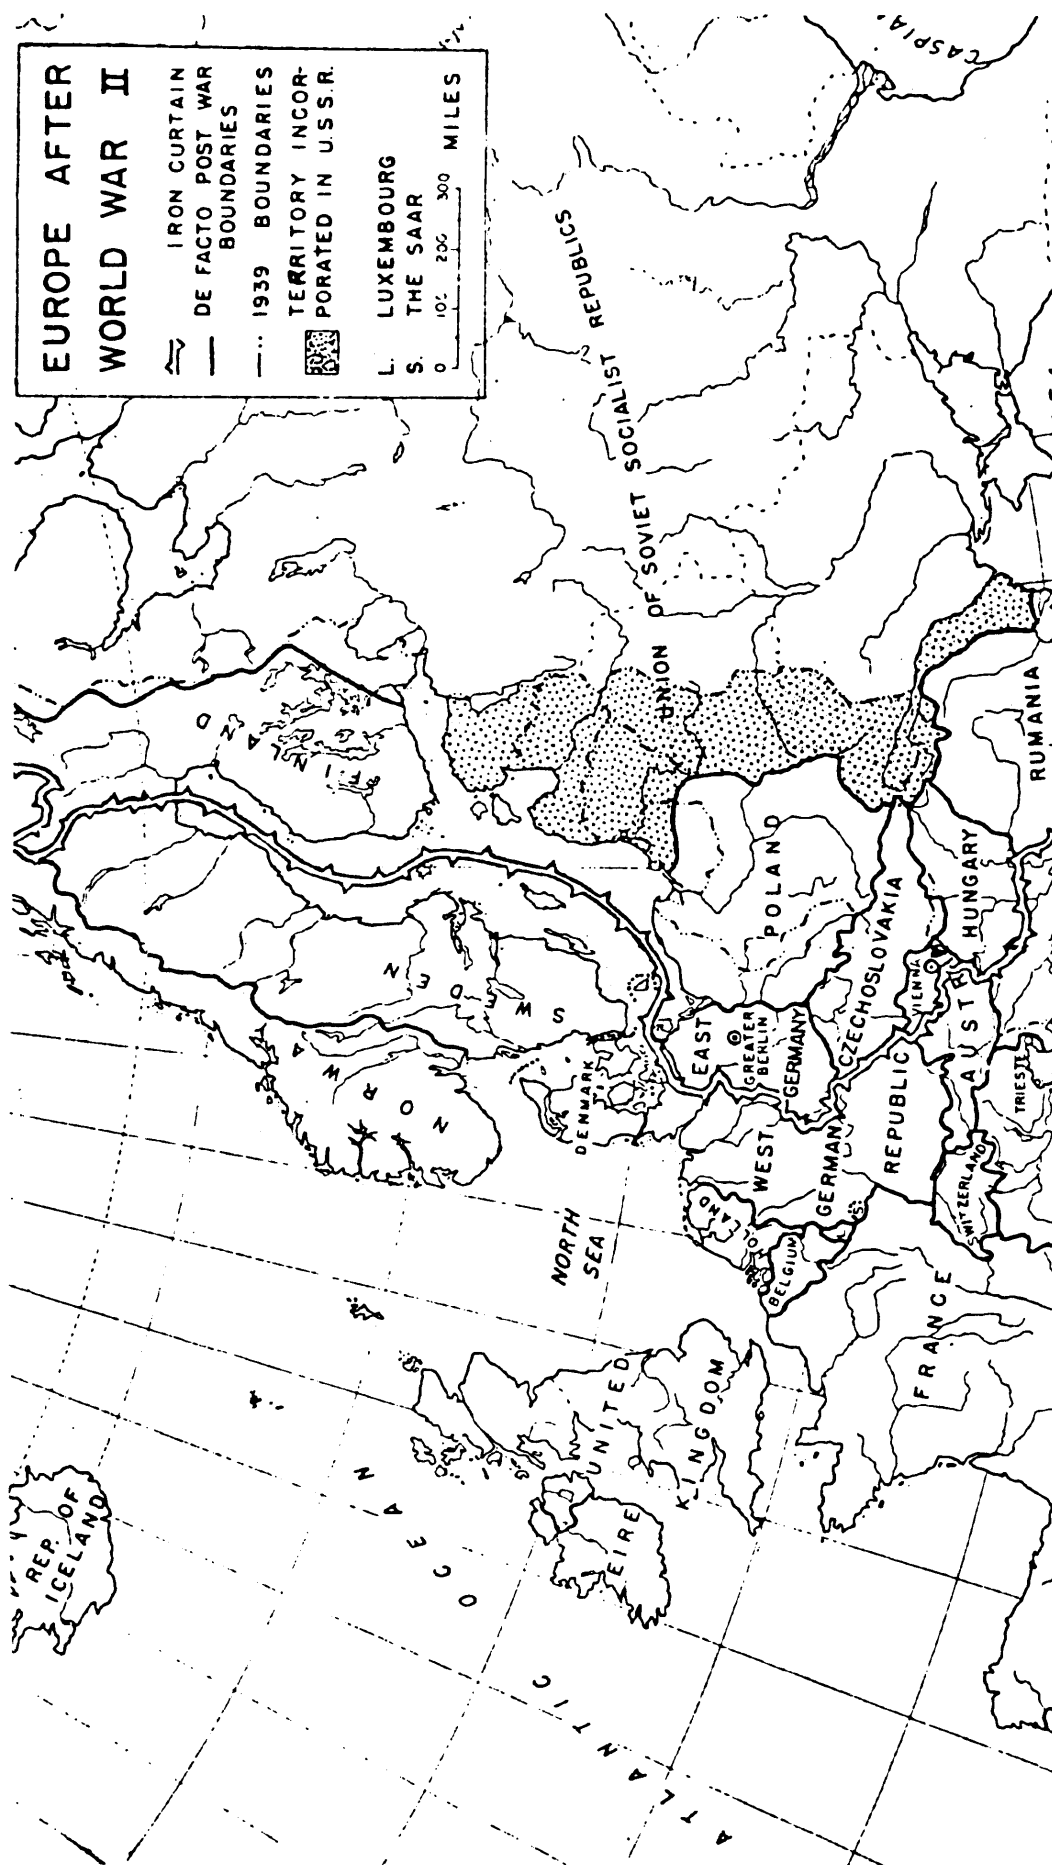 EUROPE AFTER
WORLD WAR II
IRON CURTAIN
DE FACTO POST WAR
BOUNDARIES
1939 BOUNDARIES
TERRITORY INCOR-
PORATED IN U.S.S.R.
L. LUXEMBOURG
S. THE SAAR
0 100 200 300 MILES
REP. OF
ICELAND
ATLANTIC OCEAN
NORWAY
SWEDEN
FINLAND
UNION OF SOVIET SOCIALIST REPUBLICS
CASPIA
NORTH
SEA
DENMARK
EIRE
UNITED
KINGDOM
HOLLAND
BELGIUM
L.
S.
WEST
GERMAN
REPUBLIC
EAST
GERMANY
GREATER
BERLIN
POLAND
CZECHOSLOVAKIA
VIENNA
AUSTRIA
HUNGARY
RUMANIA
SWITZERLAND
TRIESTE
FRANCE